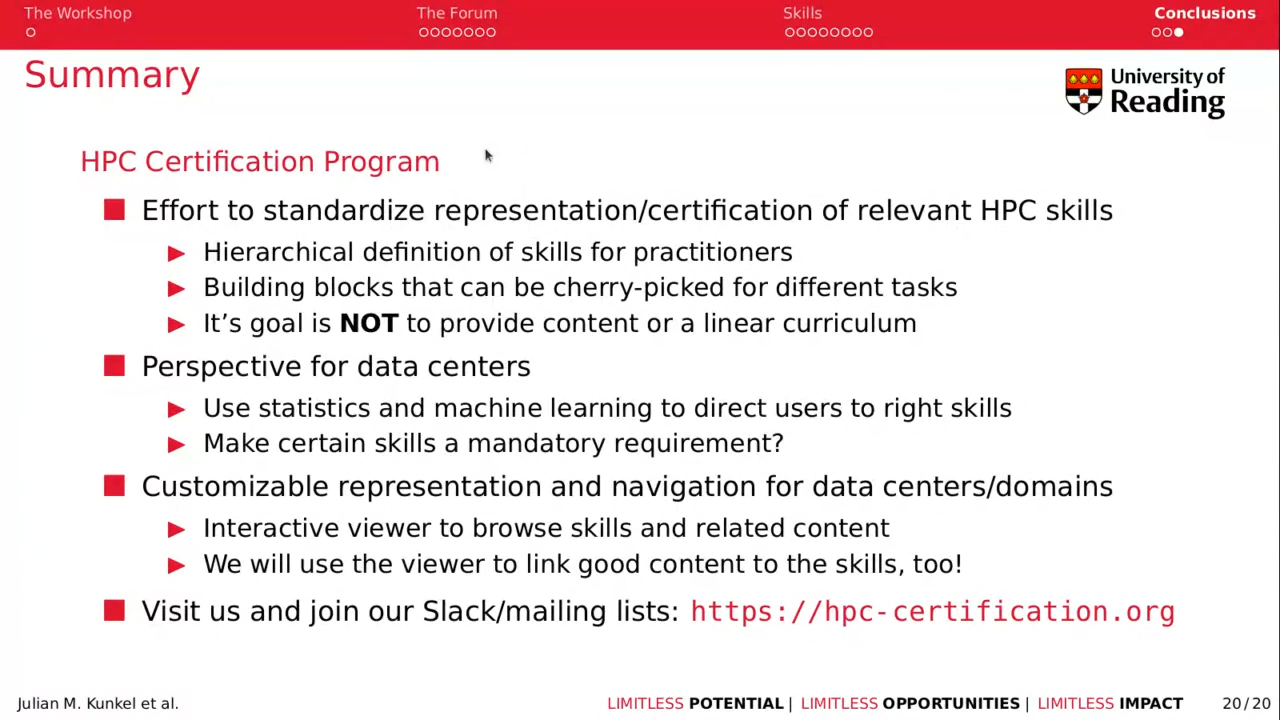 The Workshop
The Forum
Skills
Conclusions
Summary
University of
Reading
HPC Certification Program
Effort to standardize representation/certification of relevant HPC skills
Hierarchical definition of skills for practitioners
Building blocks that can be cherry-picked for different tasks
It’s goal is NOT to provide content or a linear curriculum
Perspective for data centers
Use statistics and machine learning to direct users to right skills
Make certain skills a mandatory requirement?
Customizable representation and navigation for data centers/domains
Interactive viewer to browse skills and related content
We will use the viewer to link good content to the skills, too!
Visit us and join our Slack/mailing lists: https://hpc-certification.org
Julian M. Kunkel et al.
LIMITLESS POTENTIAL | LIMITLESS OPPORTUNITIES | LIMITLESS IMPACT
20/20